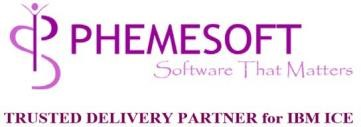 PHEMESOFT
Software That Matters
TRUSTED DELIVERY PARTNER for IBM ICE